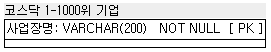 코스닥 1-1000위 기업
사업장명: VARCHAR(200) NOT NULL [ PK ]